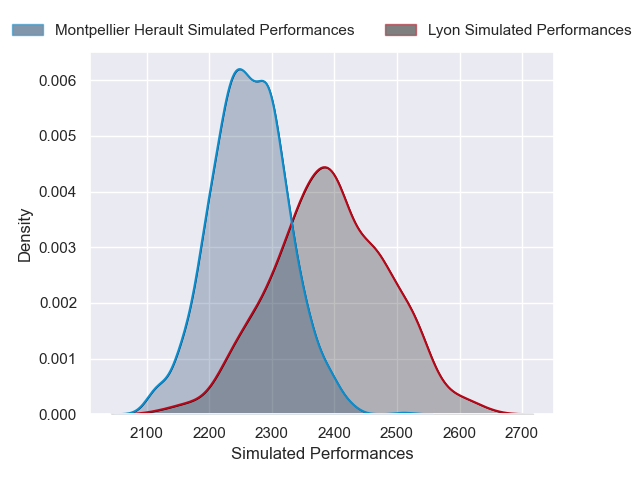 Montpellier Herault Simulated Performances
Lyon Simulated Performances
0.006
0.005
0.004
0.003
0.002
0.001
0.000
Density
2100 2200 2300 2400 2500 2600 2700
Simulated Performances